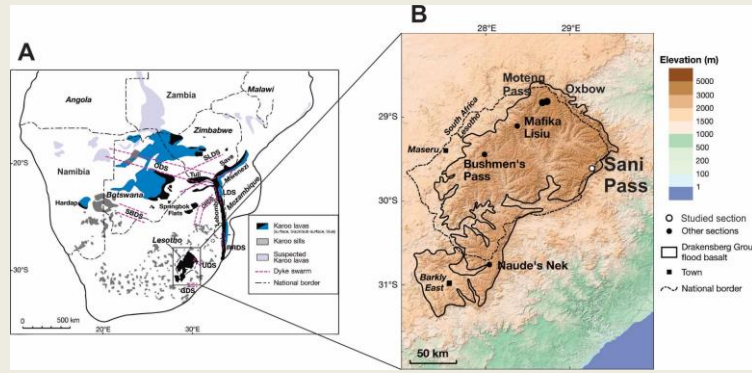 A
Angola
Zambia
Malawi
Zimbabwe
20°S
Namibia
ODS
SLDS
Save
Tuli
Mwenezi
LDS
Mozambique
Hardap
Botswana
Springbok
Flats
SBDS
Lebombo
RRDS
Lesotho
30°S
UDS
GDS
Karoo lavas
Karoo sills
Suspected
Karoo lavas
Dyke swarm
National border
0 500 km
20°E
30°E
B
28°E
29°E
Moteng
Pass
Oxbow
29°S
South Africa
Lesotho
Mafika
Lisiu
Maseru
Bushmen's
Pass
Sani
Pass
30°S
Naude's Nek
Barkly
East
31°S
50 km
Elevation (m)
5000
3000
2000
1500
1000
500
200
100
1
Studied section
Other sections
Drakensberg Grou
flood basalt
Town
National border